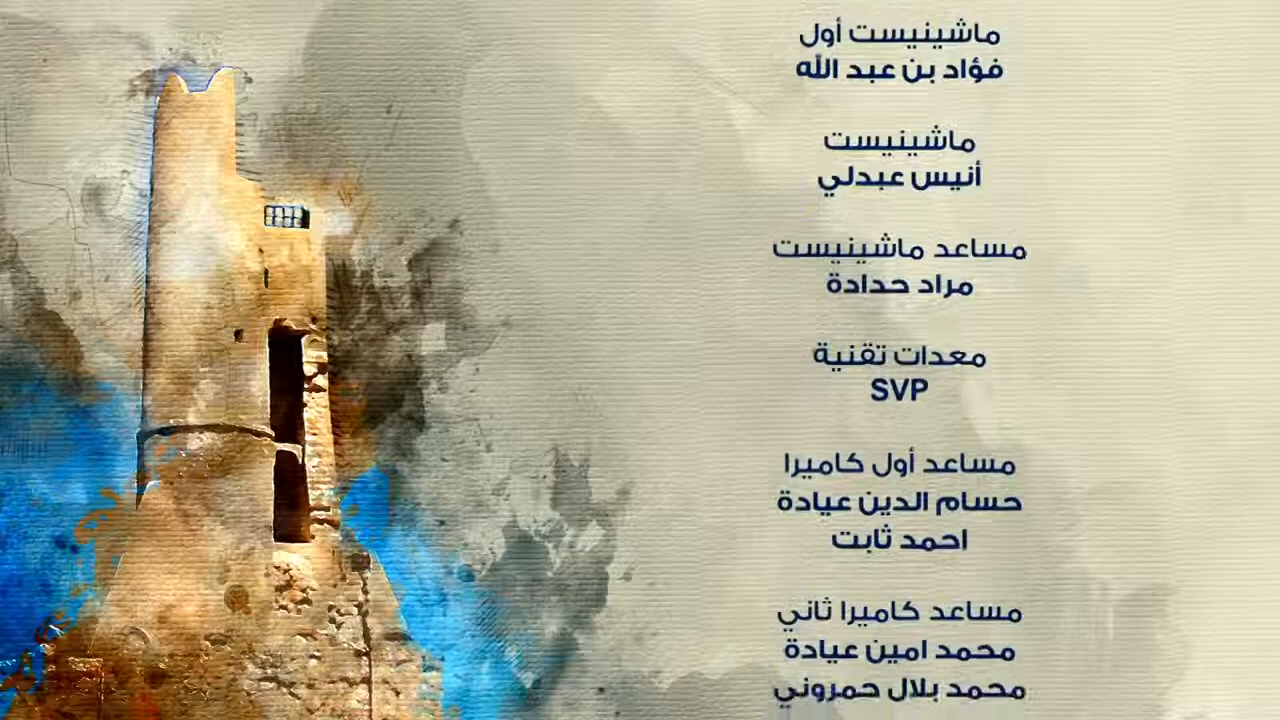 ماشينيست أول
فؤاد بن عبد الله
ماشينيست
أنيس عبدلي
مساعد ماشينيست
مراد حدادة
معدات تقنية
SVP
مساعد أول كاميرا
حسام الدين عيادة
احمد ثابت
مساعد كاميرا ثاني
محمد امين عيادة
محمد بلال حمروني